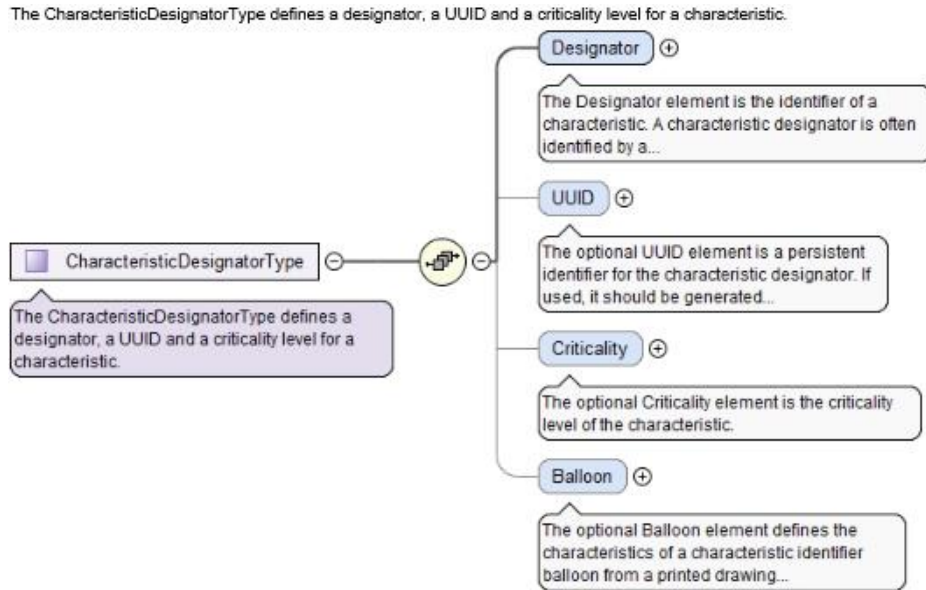 The CharacteristicDesignatorType defines a designator, a UUID and a criticality level for a characteristic.
Designator
The Designator element is the identifier of a
characteristic. A characteristic designator is often
identified by a...
UUID
The optional UUID element is a persistent
identifier for the characteristic designator. If
used, it should be generated...
CharacteristicDesignatorType
The CharacteristicDesignatorType defines a
designator, a UUID and a criticality level for a
characteristic.
Criticality
The optional Criticality element is the criticality
level of the characteristic.
Balloon
The optional Balloon element defines the
characteristics of a characteristic identifier
balloon from a printed drawing...